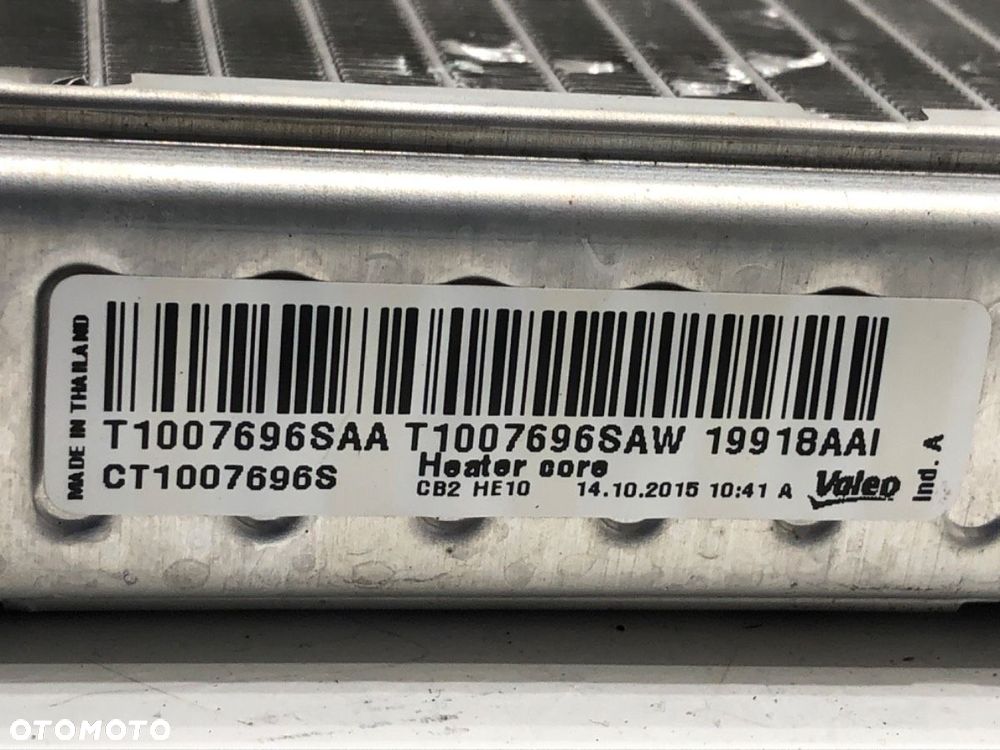 MADE IN THAILAND
T1007696SAA T1007696SAW 19918AAI
CT1007696S Heater core
CB2 HE10 14.10.2015 10:41 A Valeo
Ind. A
OTOMOTO